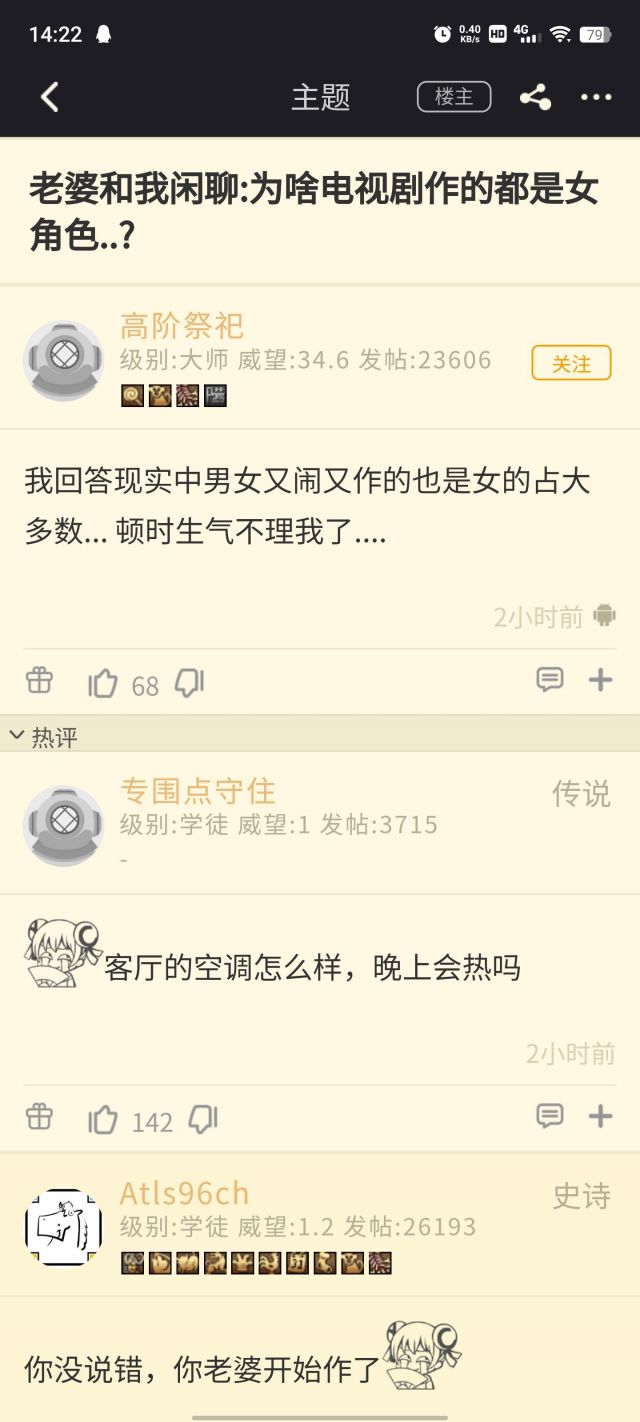 14:22
0.40
KB/s
HD
4G
79
主题
楼主
老婆和我闲聊:为啥电视剧作的都是女
角色..?
高阶祭祀
级别:大师 威望:34.6 发帖:23606
关注
我回答现实中男女又闹又作的也是女的占大
多数... 顿时生气不理我了....
2小时前
68
热评
专围点守住
传说
级别:学徒 威望:1 发帖:3715
-
客厅的空调怎么样，晚上会热吗
2小时前
142
Atls96ch
史诗
级别:学徒 威望:1.2 发帖:26193
你没说错，你老婆开始作了